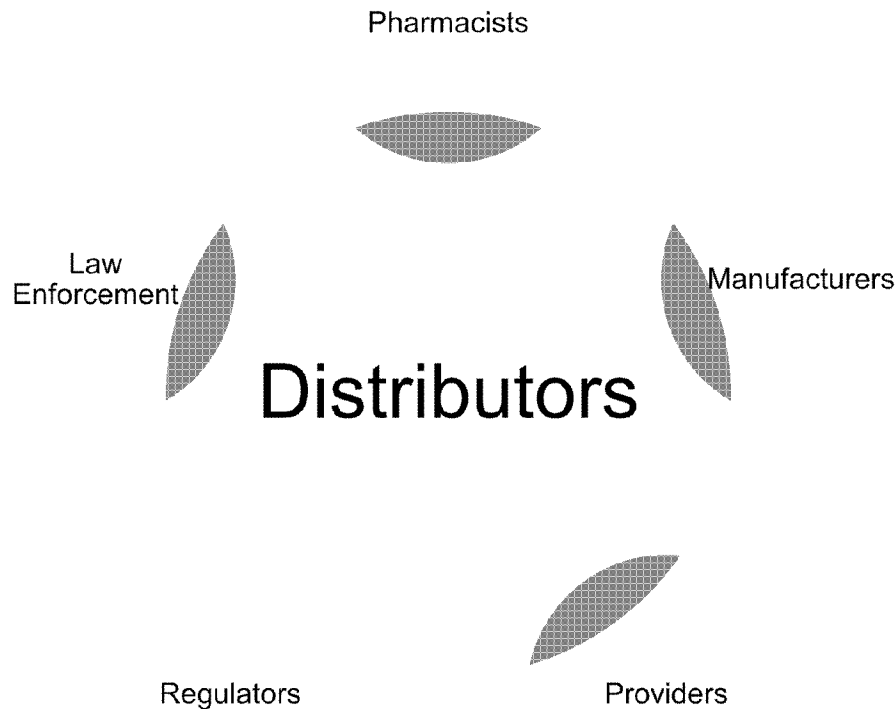 Pharmacists
Law
Enforcement
Manufacturers
Distributors
Regulators
Providers